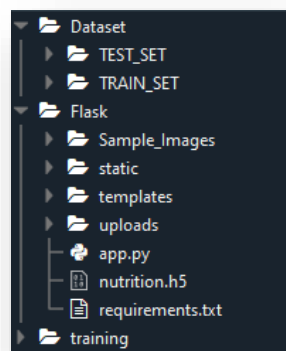 Dataset
TEST_SET
TRAIN_SET
Flask
Sample_Images
static
templates
uploads
app.py
nutrition.h5
requirements.txt
training